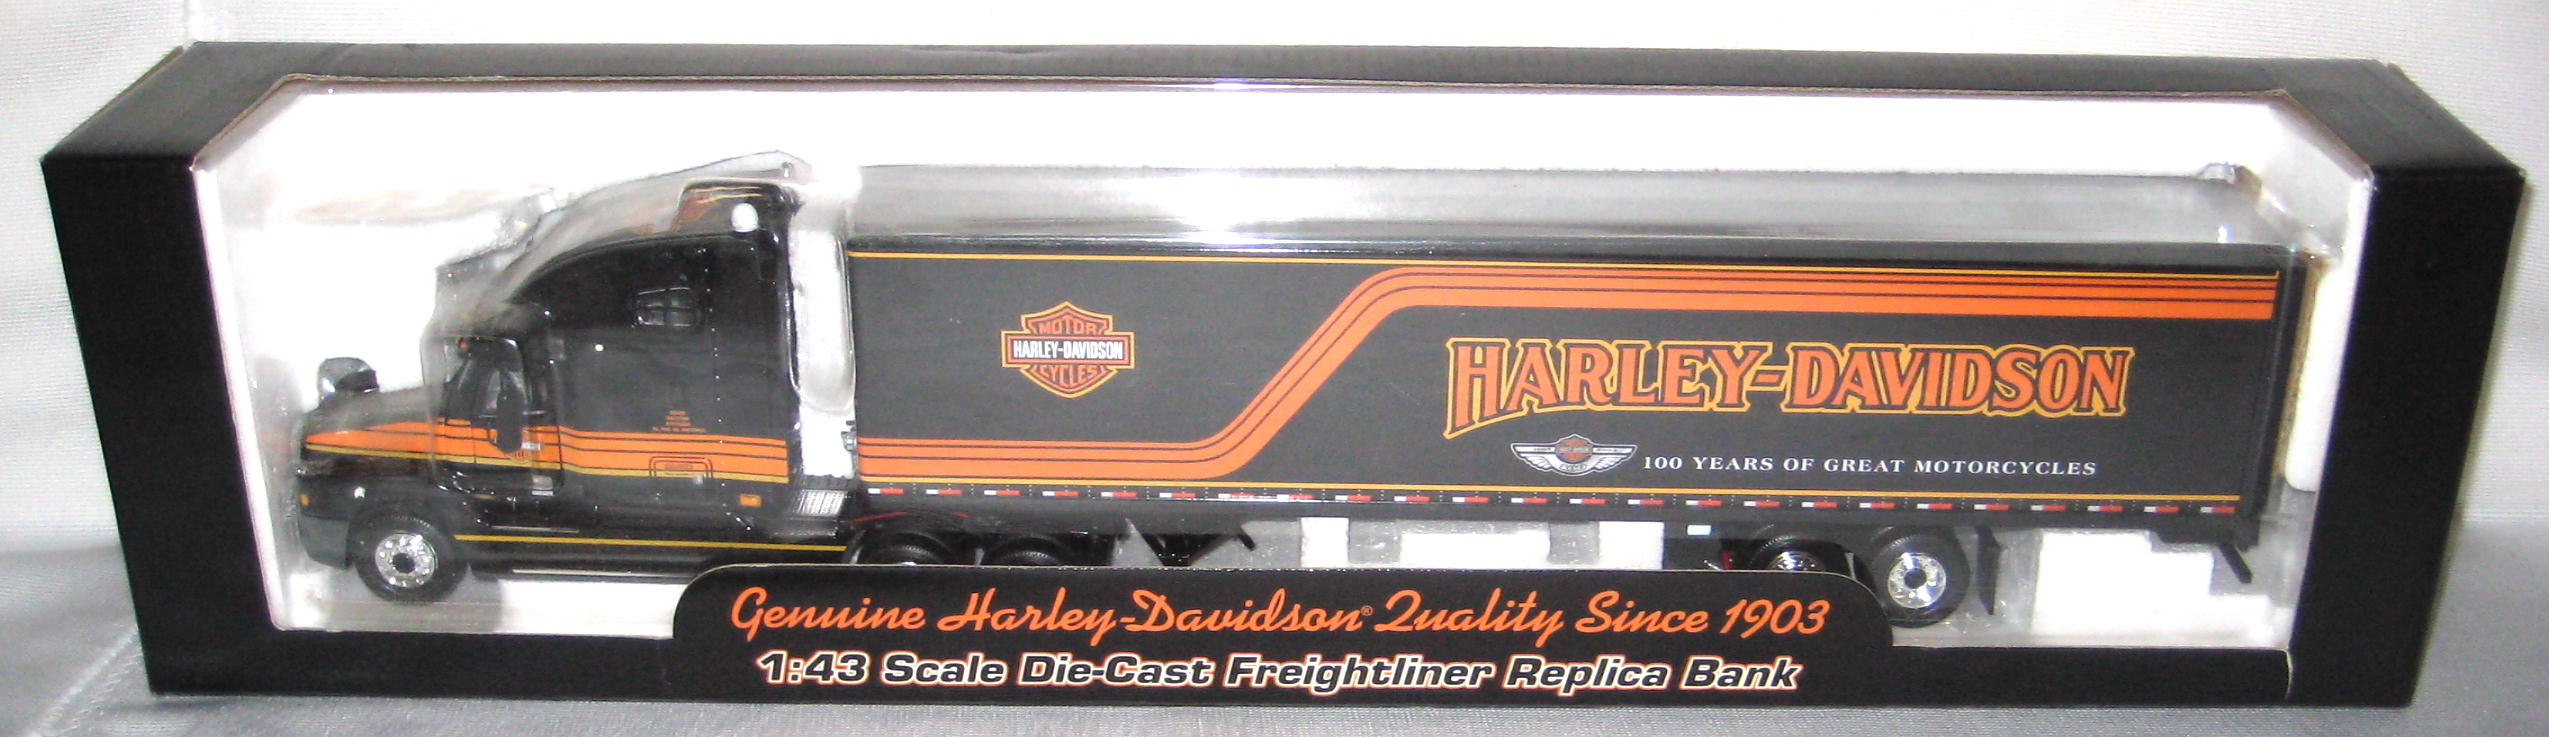 MOTOR
HARLEY-DAVIDSON
CYCLES
HARLEY-DAVIDSON
100 YEARS OF GREAT MOTORCYCLES
Genuine Harley-Davidson® Quality Since 1903
1:43 Scale Die-Cast Freightliner Replica Bank